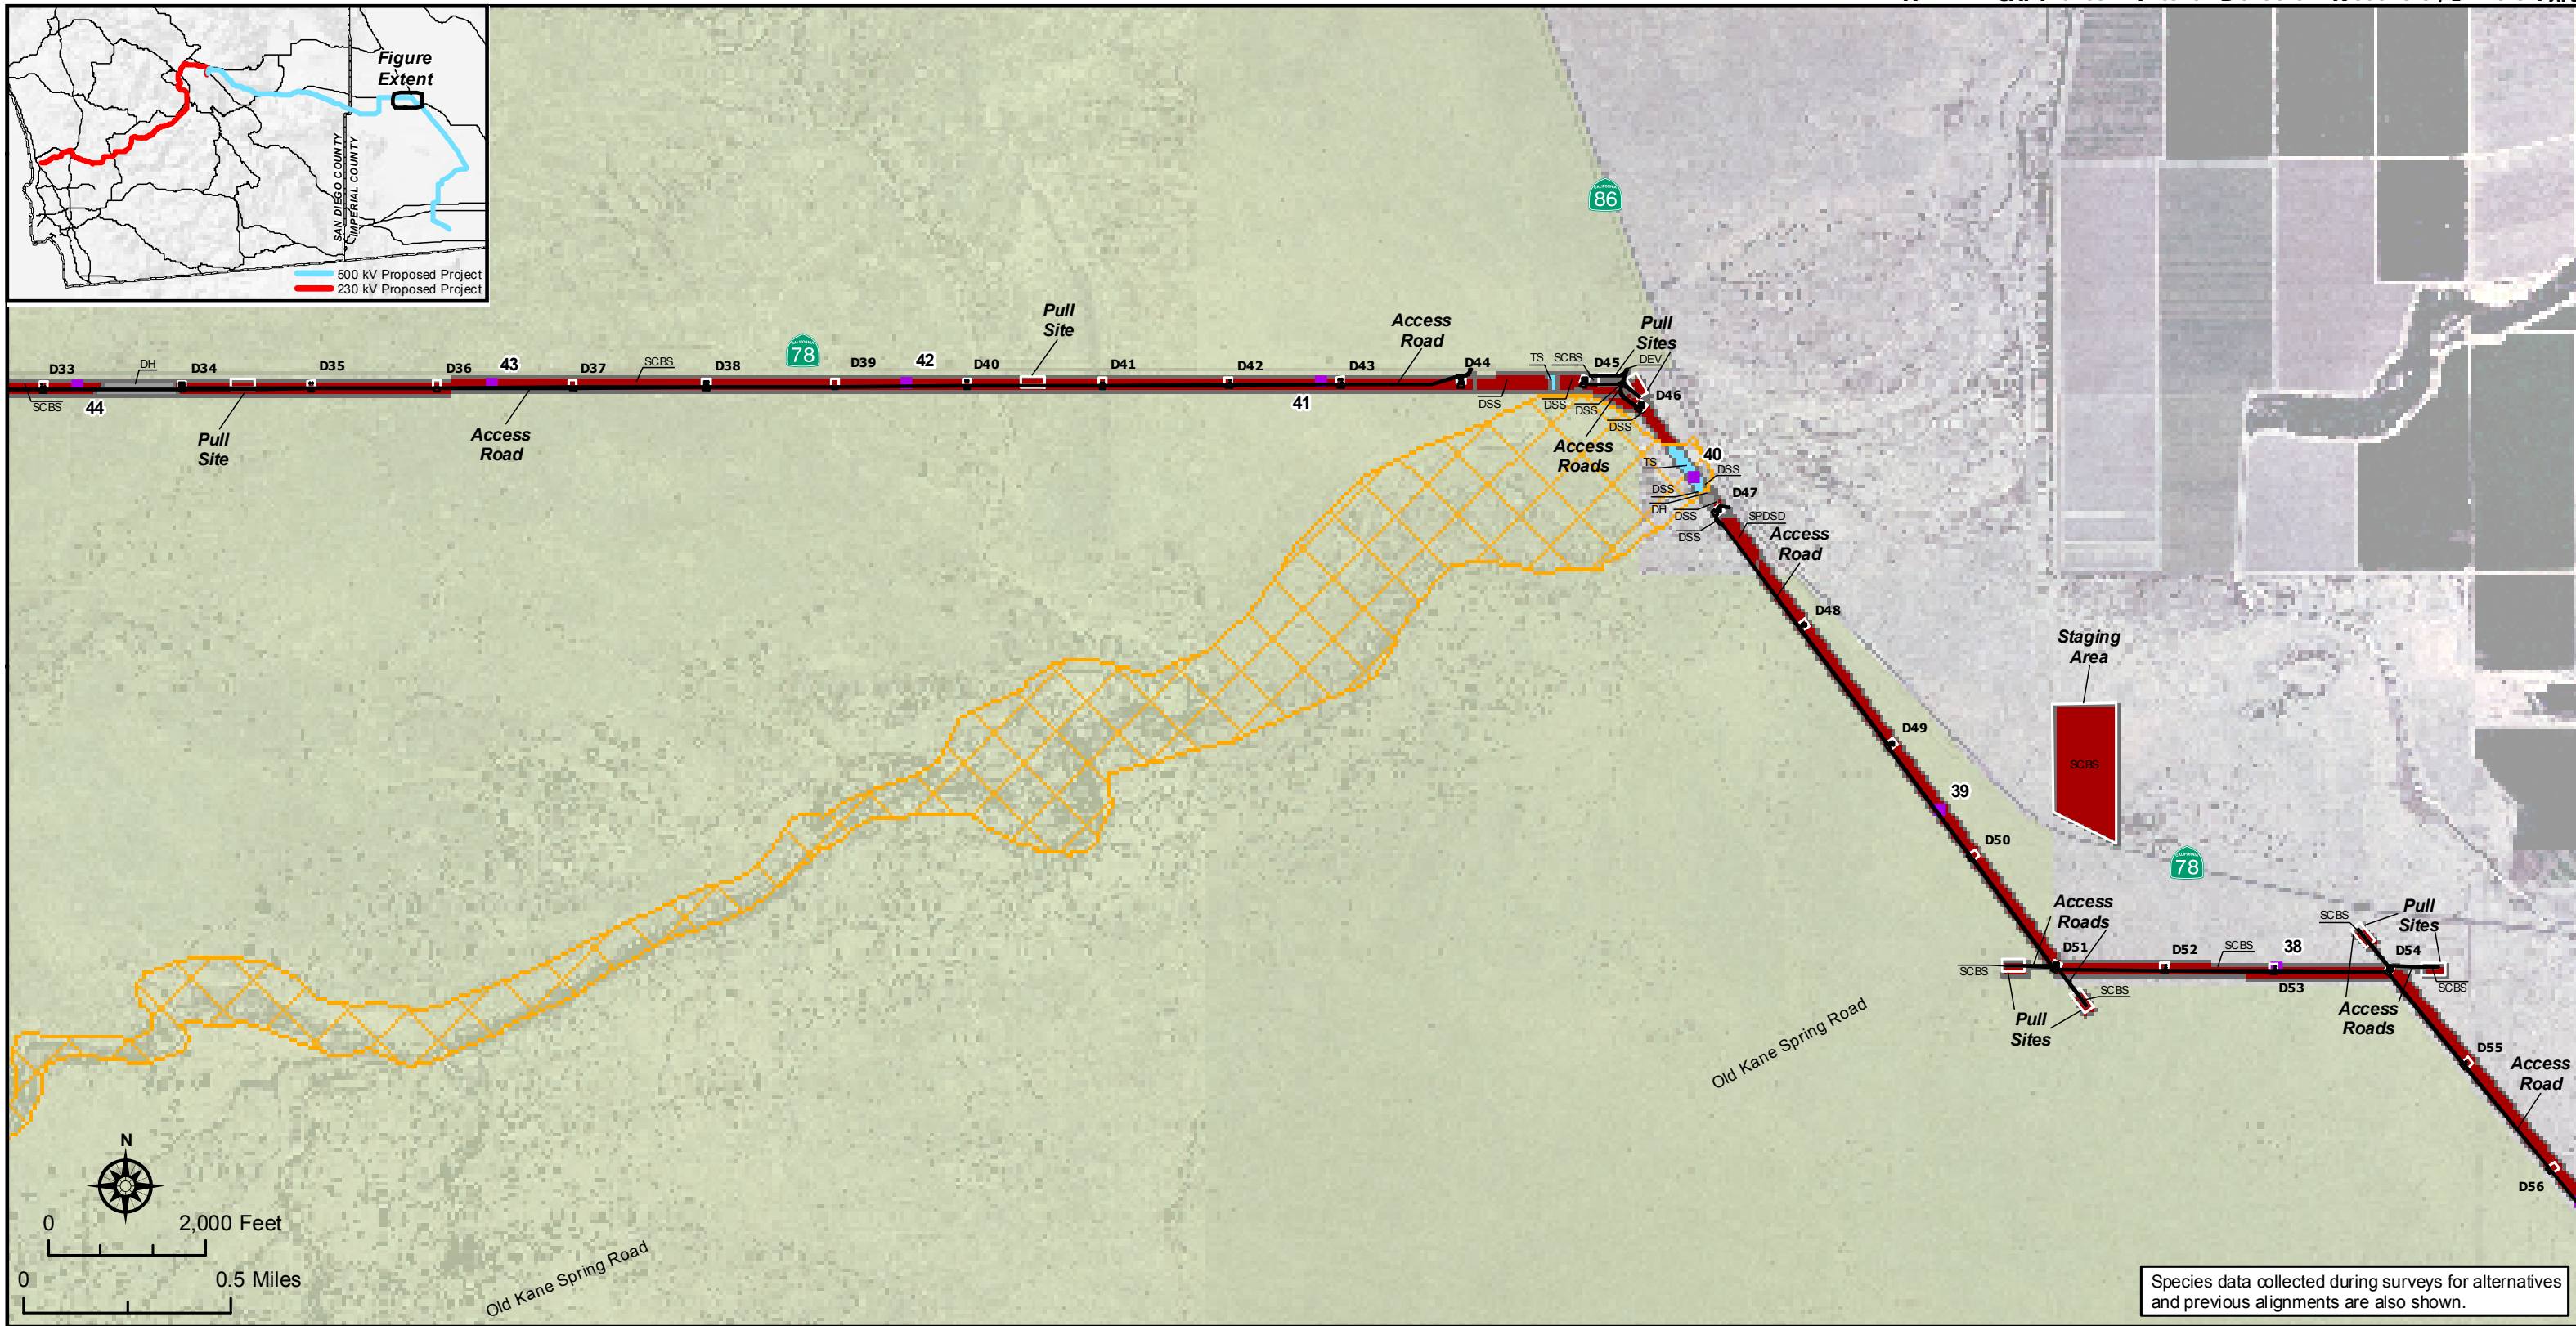 Figure
Extent
SAN DIEGO COUNTY
IMPERIAL COUNTY
500 kV Proposed Project
230 kV Proposed Project
CALIFORNIA
86
Pull
Site
Access
Road
Pull
Sites
CALIFORNIA
78
D33
DH
D34
D35
D36
43
D37
SCBS
D38
D39
42
D40
D41
D42
D43
D44
TS
SCBS
D45
DEV
SCBS
44
41
DSS
DSS
DSS
D46
DSS
Pull
Site
Access
Road
Access
Roads
40
TS
DSS
DSS
D47
DH
DSS
SPDSD
DSS
Access
Road
D48
Staging
Area
D49
SCBS
39
D50
CALIFORNIA
78
Access
Roads
SCBS
Pull
Sites
D51
D52
SCBS
38
D54
SCBS
SCBS
D53
SCBS
Pull
Sites
Access
Roads
Old Kane Spring Road
D55
Access
Road
D56
N
0
2,000 Feet
0
0.5 Miles
Old Kane Spring Road
Species data collected during surveys for alternatives
and previous alignments are also shown.